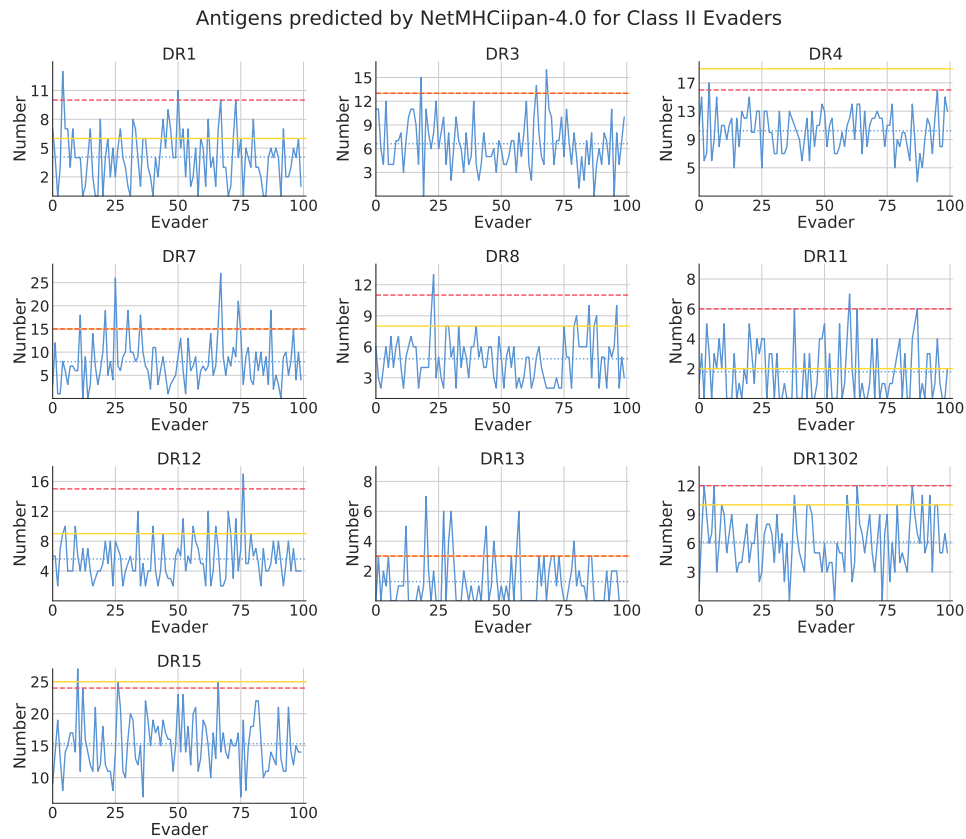 Antigens predicted by NetMHCiipan-4.0 for Class II Evaders
DR1
Number
11
8
5
2
0 25 50 75 100
Evader
DR3
Number
15
12
9
6
3
0 25 50 75 100
Evader
DR4
Number
17
13
9
5
0 25 50 75 100
Evader
DR7
Number
25
20
15
10
5
0 25 50 75 100
Evader
DR8
Number
12
9
6
3
0 25 50 75 100
Evader
DR11
Number
8
6
4
2
0 25 50 75 100
Evader
DR12
Number
16
12
8
4
0 25 50 75 100
Evader
DR13
Number
8
6
4
2
0 25 50 75 100
Evader
DR1302
Number
12
9
6
3
0 25 50 75 100
Evader
DR15
Number
25
20
15
10
0 25 50 75 100
Evader